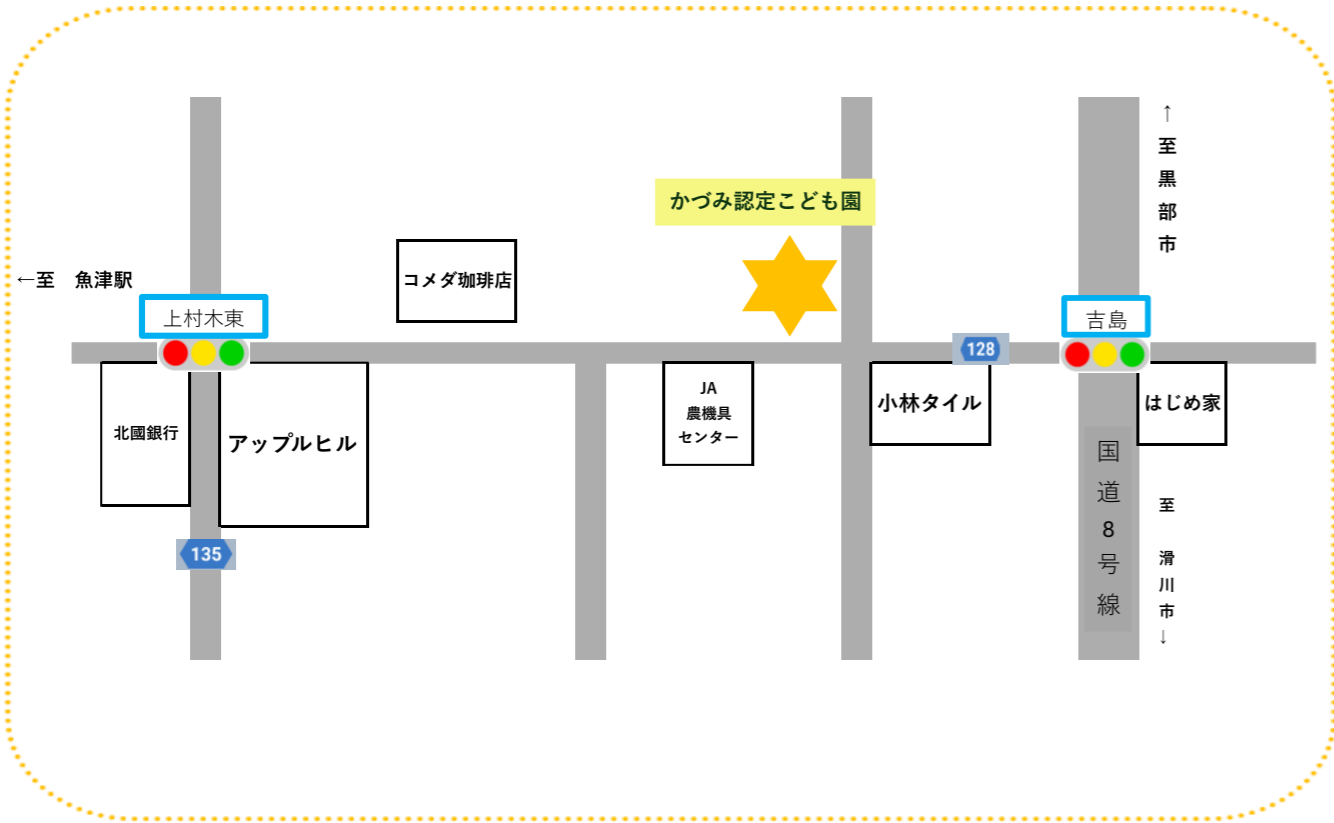 ↑至黒部市
かづみ認定こども園
←至　魚津駅
コメダ珈琲店
上村木東
吉島
128
JA
農機具
センター
小林タイル
はじめ家
北國銀行
アップルヒル
国道8号線
至　滑川市↓
135